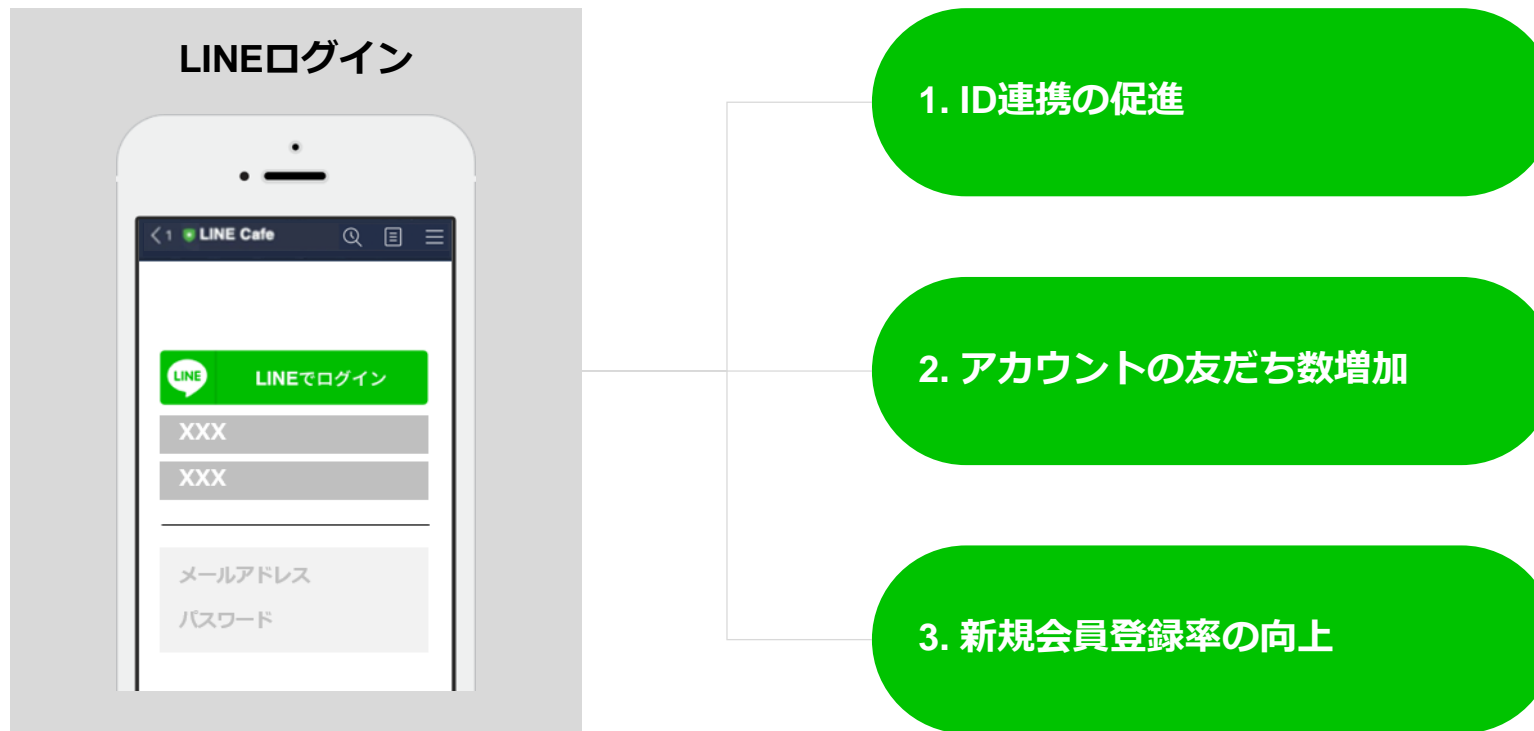 LINEログイン
1 LINE Cafe
LINE LINEでログイン
XXX
XXX
メールアドレス
パスワード
1. ID連携の促進
2. アカウントの友だち数増加
3. 新規会員登録率の向上